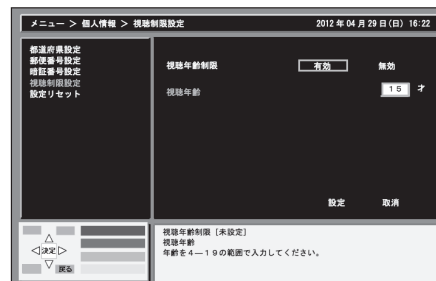 メニュー ＞ 個人情報 ＞ 視聴制限設定
2012 年 04 月 29 日 (日) 16:22
都道府県設定
郵便番号設定
暗証番号設定
視聴制限設定
設定リセット
視聴年齢制限 有効 無効
視聴年齢 15 才
設定 取消
決定
戻る
視聴年齢制限 [未設定]
視聴年齢
年齢を4—19の範囲で入力してください。